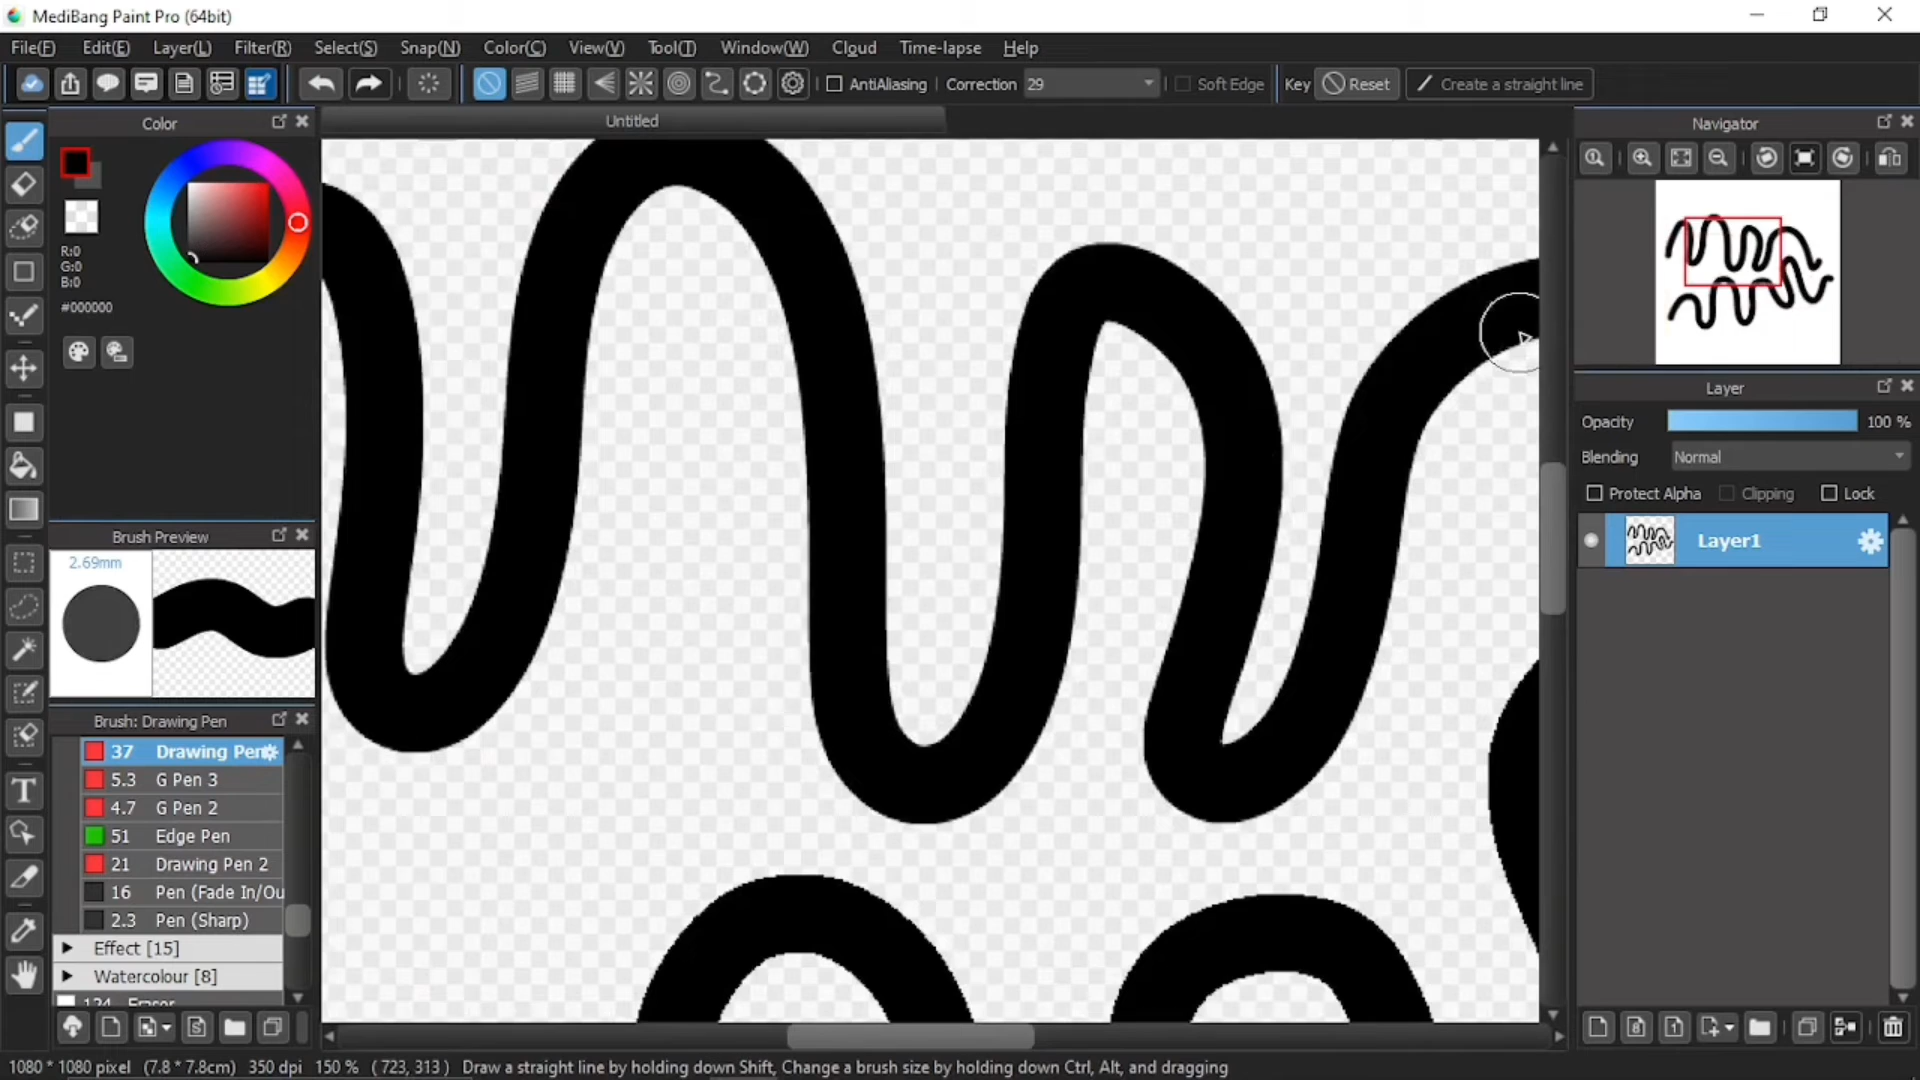 MediBang Paint Pro (64bit)
File(F) Edit(E) Layer(L) Filter(R) Select(S) Snap(N) Color(C) View(V) Tool(T) Window(W) Cloud Time-lapse Help
AntiAliasing Correction 29 Soft Edge Key Reset Create a straight line
Color
R:0
G:0
B:0
#000000
Brush Preview
2.69mm
Brush: Drawing Pen
37 Drawing Pen
5.3 G Pen 3
4.7 G Pen 2
51 Edge Pen
21 Drawing Pen 2
16 Pen (Fade In/Ou
2.3 Pen (Sharp)
Effect [15]
Watercolour [8]
124 Eraser
Untitled
Navigator
Layer
Opacity 100 %
Blending Normal
Protect Alpha Clipping Lock
Layer1
1080 * 1080 pixel (7.8 * 7.8cm) 350 dpi 150 % ( 723, 313 ) Draw a straight line by holding down Shift, Change a brush size by holding down Ctrl, Alt, and dragging